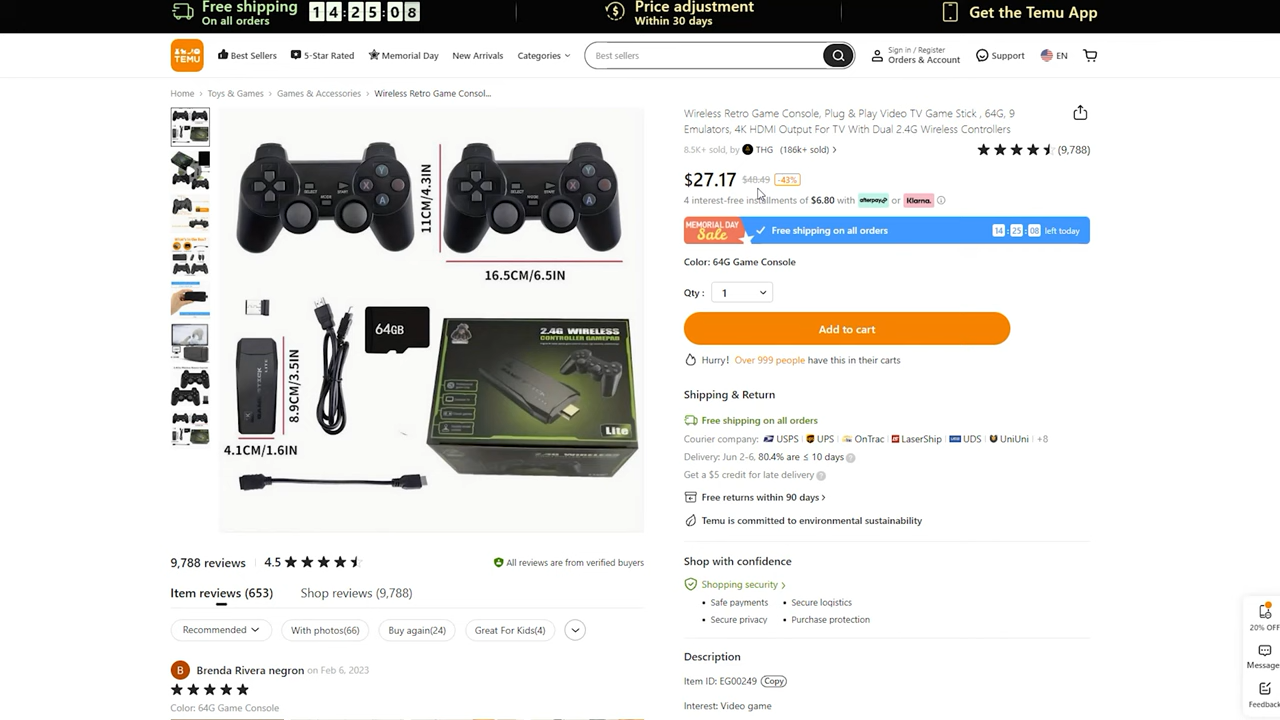 Free shipping
On all orders
14:25:08
Price adjustment
Within 30 days
Get the Temu App
TEMU
Best Sellers
5-Star Rated
Memorial Day
New Arrivals
Categories
Best sellers
Sign in / Register
Orders & Account
Support
EN
Home > Toys & Games > Games & Accessories > Wireless Retro Game Consol...
Wireless Retro Game Console, Plug & Play Video TV Game Stick , 64G, 9
Emulators, 4K HDMI Output For TV With Dual 2.4G Wireless Controllers
8.5K+ sold, by THG (186k+ sold) >
(9,788)
$27.17 $48.49 -43%
4 interest-free installments of $6.80 with afterpay or Klarna.
MEMORIAL DAY
Sale
Free shipping on all orders
14:25:08 left today
Color: 64G Game Console
Qty : 1
Add to cart
Hurry! Over 999 people have this in their carts
Shipping & Return
Free shipping on all orders
Courier company: USPS UPS OnTrac LaserShip UDS UniUni +8
Delivery: Jun 2-6, 80.4% are ≤ 10 days
Get a $5 credit for late delivery
Free returns within 90 days >
Temu is committed to environmental sustainability
Shop with confidence
Shopping security >
• Safe payments • Secure logistics
• Secure privacy • Purchase protection
Description
Item ID: EG00249 Copy
Interest: Video game
11CM/4.3IN
16.5CM/6.5IN
SELECT
MODE
START
X
A
SELECT
MODE
START
X
A
64GB
8.9CM/3.5IN
4.1CM/1.6IN
2.4G WIRELESS
CONTROLLER GAMEPAD
Lite
2.4G WIRELESS
9,788 reviews
4.5
All reviews are from verified buyers
Item reviews (653)
Shop reviews (9,788)
Recommended
With photos(66)
Buy again(24)
Great For Kids(4)
B
Brenda Rivera negron on Feb 6, 2023
Color: 64G Game Console
20% OFF
Message
Feedback